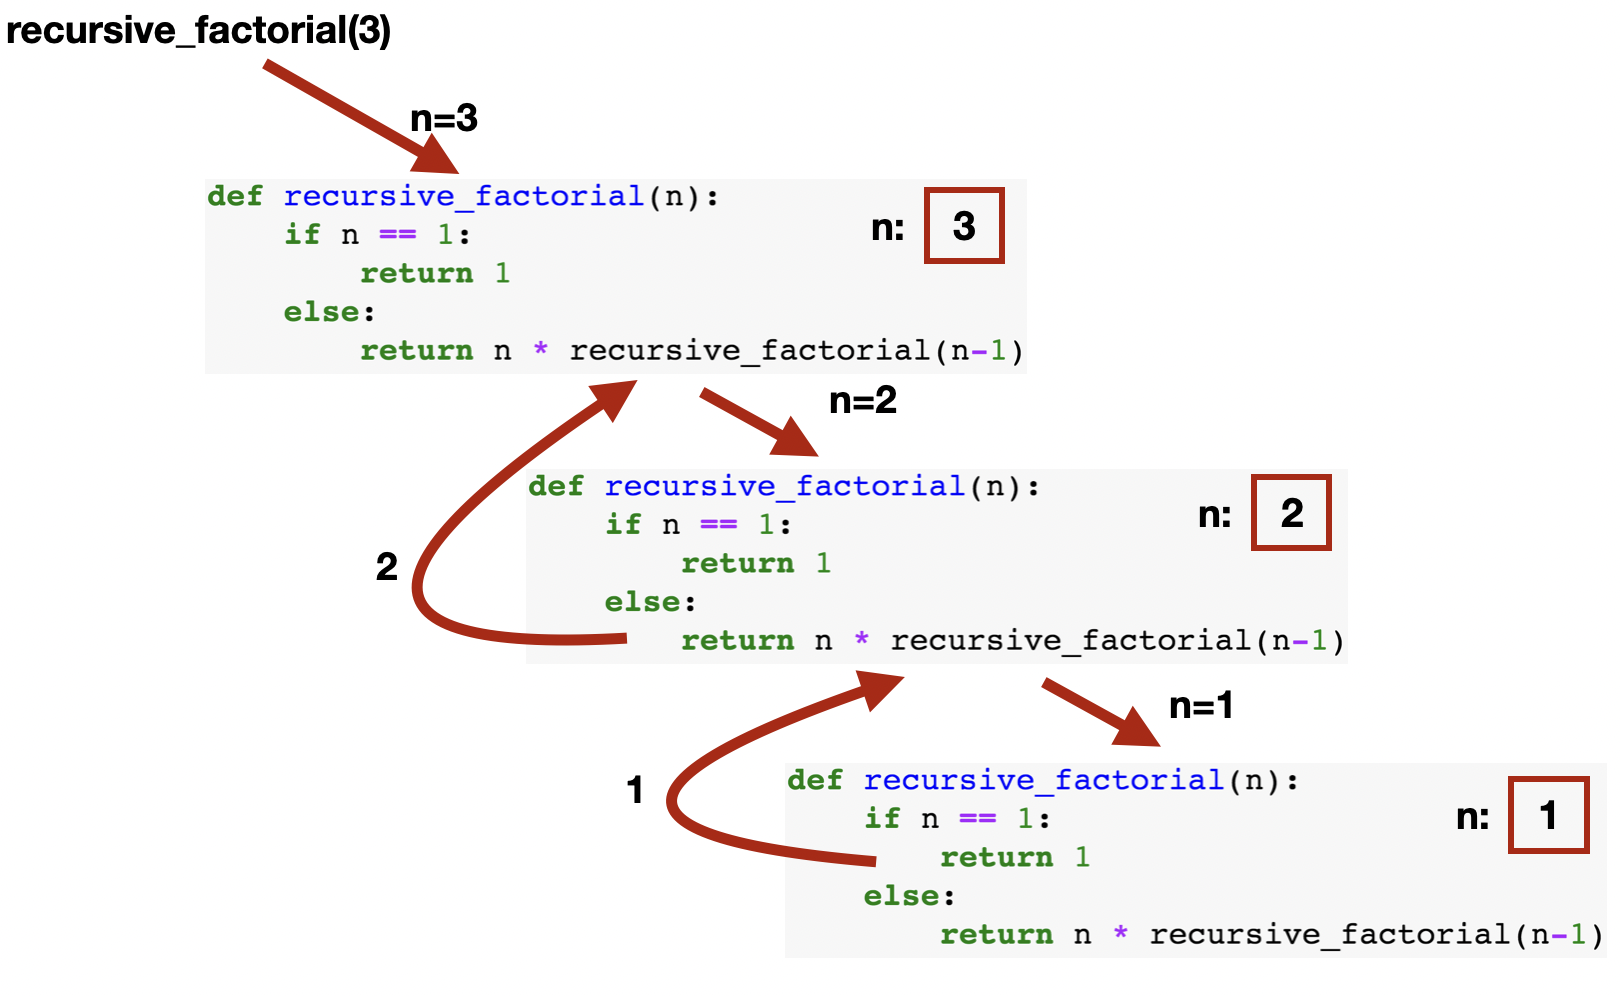 recursive_factorial(3)
n=3
def recursive_factorial(n):
    if n == 1:
        return 1
    else:
        return n * recursive_factorial(n-1)
n: 3
n=2
2
def recursive_factorial(n):
    if n == 1:
        return 1
    else:
        return n * recursive_factorial(n-1)
n: 2
n=1
1
def recursive_factorial(n):
    if n == 1:
        return 1
    else:
        return n * recursive_factorial(n-1)
n: 1